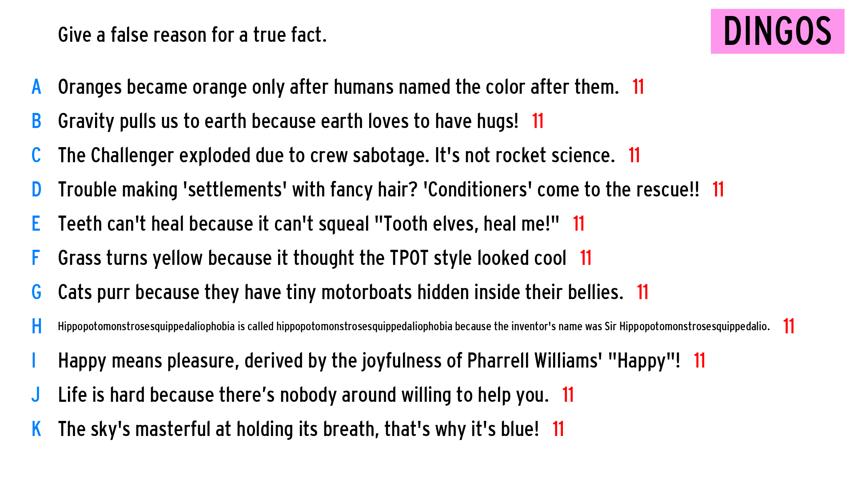 Give a false reason for a true fact.
DINGOS
A Oranges became orange only after humans named the color after them. 11
B Gravity pulls us to earth because earth loves to have hugs! 11
C The Challenger exploded due to crew sabotage. It's not rocket science. 11
D Trouble making 'settlements' with fancy hair? 'Conditioners' come to the rescue!! 11
E Teeth can't heal because it can't squeal "Tooth elves, heal me!" 11
F Grass turns yellow because it thought the TPOT style looked cool 11
G Cats purr because they have tiny motorboats hidden inside their bellies. 11
H Hippopotomonstrosesquippedaliophobia is called hippopotomonstrosesquippedaliophobia because the inventor's name was Sir Hippopotomonstrosesquippedalio. 11
I Happy means pleasure, derived by the joyfulness of Pharrell Williams' "Happy"! 11
J Life is hard because there’s nobody around willing to help you. 11
K The sky's masterful at holding its breath, that's why it's blue! 11